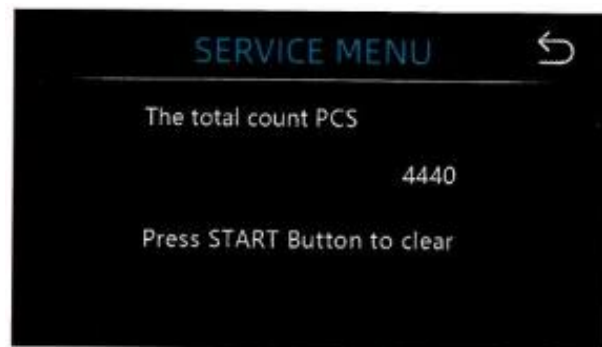 SERVICE MENU
The total count PCS
4440
Press START Button to clear